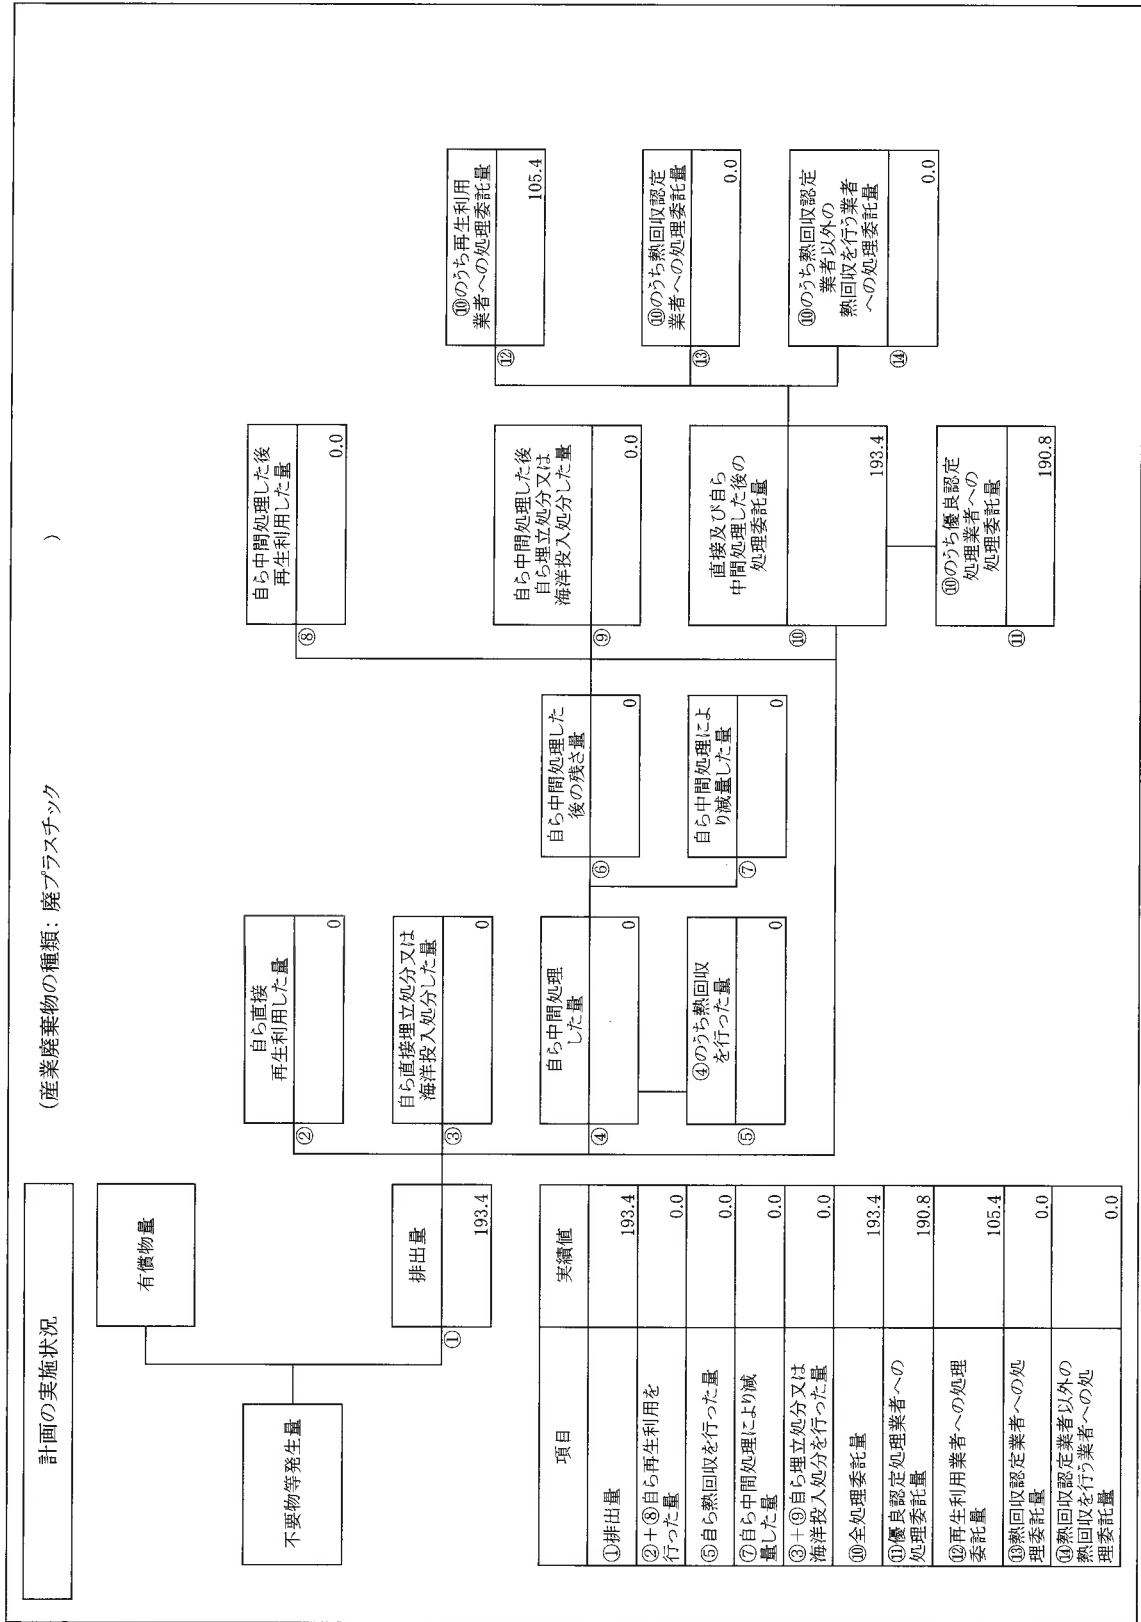 計画の実施状況
（産業廃棄物の種類：廃プラスチック
）
不要物等発生量
有償物量
①
排出量
193.4
②
自ら直接
再生利用した量
0
③
自ら直接埋立処分又は
海洋投入処分した量
0
④
自ら中間処理
した量
0
⑤
④のうち熱回収
を行った量
0
⑥
自ら中間処理した
後の残さ量
0
⑦
自ら中間処理によ
り減量した量
0
⑧
自ら中間処理した後
再生利用した量
0.0
⑨
自ら中間処理した後
自ら埋立処分又は
海洋投入処分した量
0.0
⑩
直接及び自ら
中間処理した後の
処理委託量
193.4
⑪
⑩のうち優良認定
処理業者への
処理委託量
190.8
⑫
⑩のうち再生利用
業者への処理委託量
105.4
⑬
⑩のうち熱回収認定
業者への処理委託量
0.0
⑭
⑩のうち熱回収認定
業者以外の
熱回収を行う業者
への処理委託量
0.0
項目
実績値
①排出量
193.4
②＋⑧自ら再生利用を
行った量
0.0
⑤自ら熱回収を行った量
0.0
⑦自ら中間処理により減
量した量
0.0
③＋⑨自ら埋立処分又は
海洋投入処分を行った量
0.0
⑩全処理委託量
193.4
⑪優良認定処理業者への
処理委託量
190.8
⑫再生利用業者への処理
委託量
105.4
⑬熱回収認定業者への処
理委託量
0.0
⑭熱回収認定業者以外の
熱回収を行う業者への処
理委託量
0.0